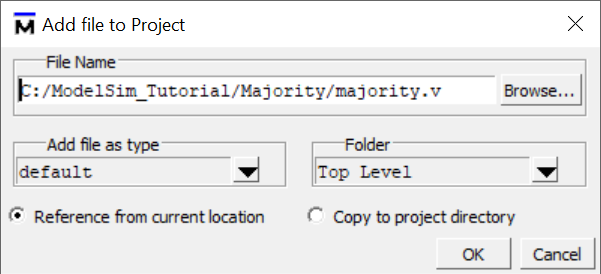 Add file to Project
File Name
C:/ModelSim_Tutorial/Majority/majority.v
Browse...
Add file as type
Folder
default
Top Level
Reference from current location
Copy to project directory
OK
Cancel